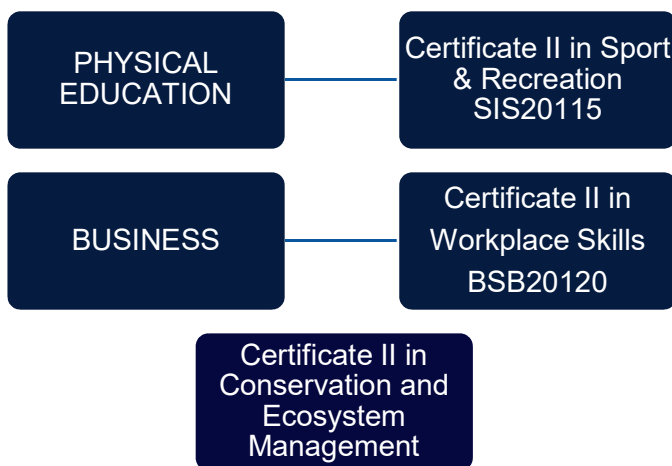 PHYSICAL
EDUCATION
Certificate II in Sport
& Recreation
SIS20115
BUSINESS
Certificate II in
Workplace Skills
BSB20120
Certificate II in
Conservation and
Ecosystem
Management